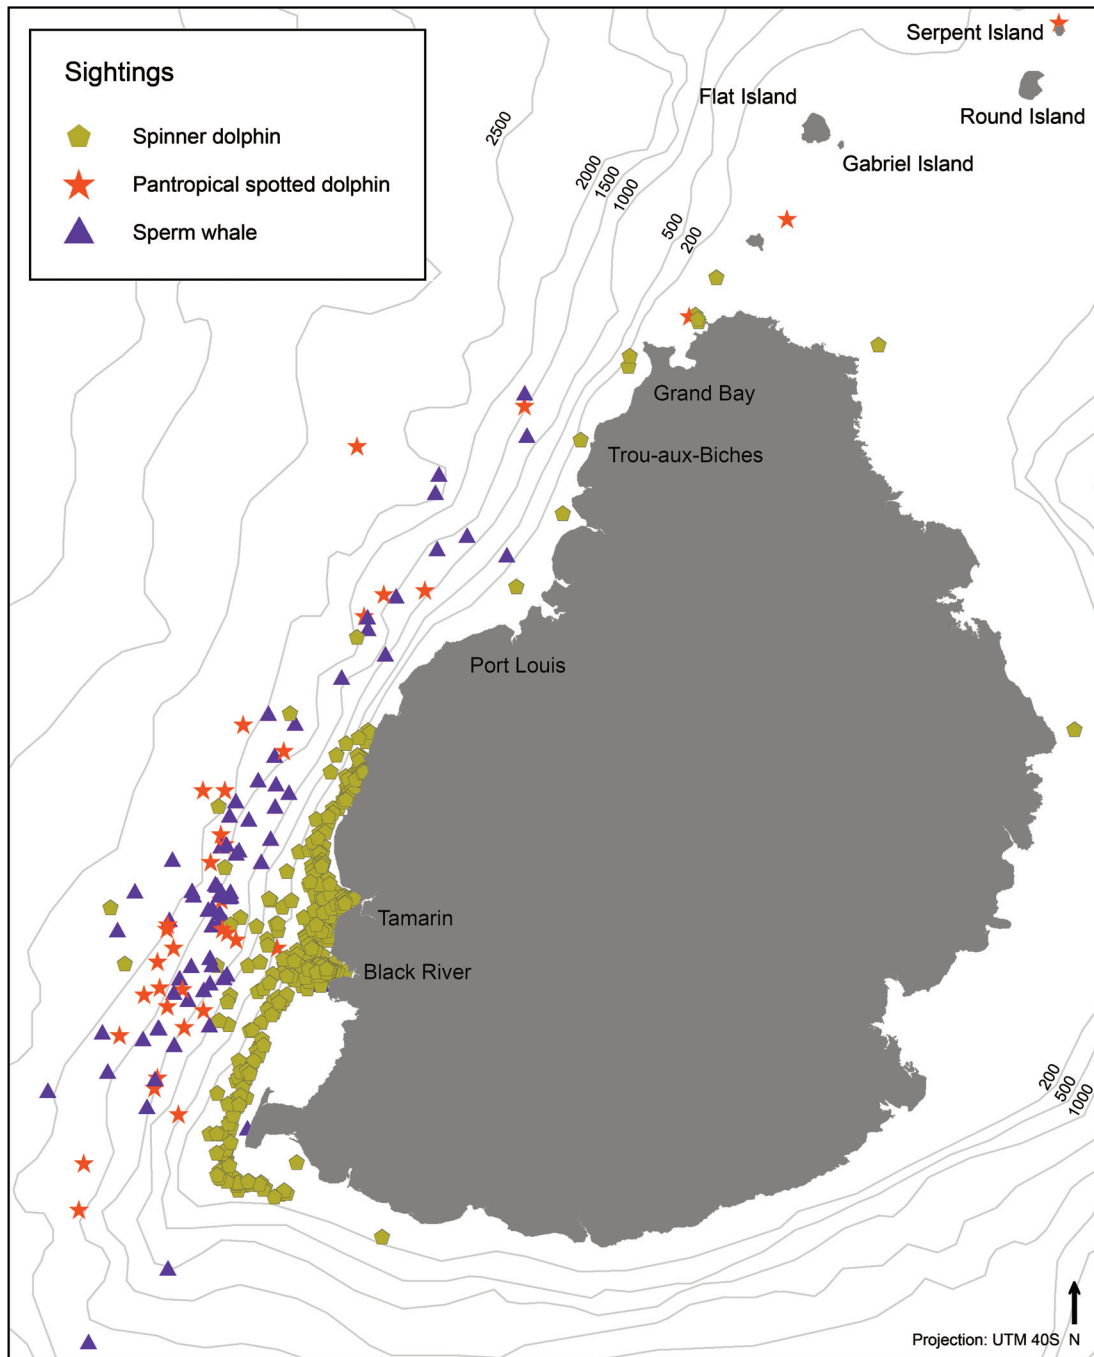 Serpent Island
Sightings
Round Island
Flat Island
Gabriel Island
Spinner dolphin
Pantropical spotted dolphin
Sperm whale
2500
2000
1500
1000
500
200
Grand Bay
Trou-aux-Biches
Port Louis
Tamarin
Black River
200
500
1000
Projection: UTM 40S N